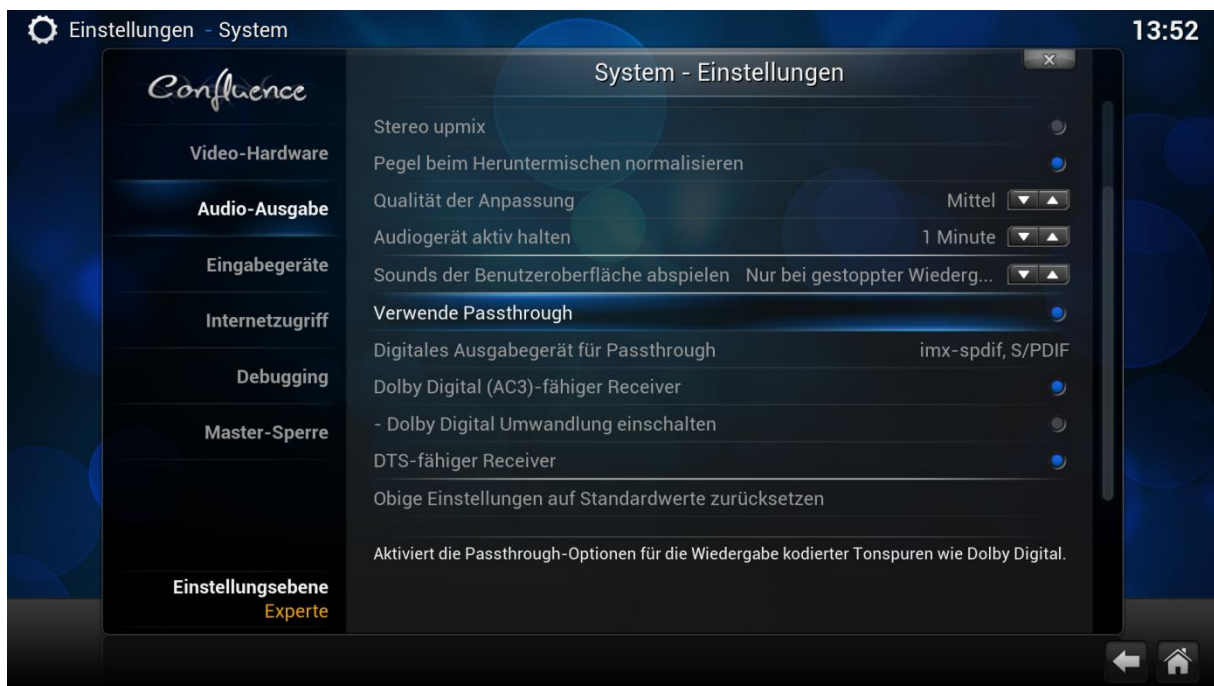 Einstellungen - System
13:52
Confluence
System - Einstellungen
Video-Hardware
Audio-Ausgabe
Eingabegeräte
Internetzugriff
Debugging
Master-Sperre
Einstellungsebene
Experte
Stereo upmix
Pegel beim Heruntermischen normalisieren
Qualität der Anpassung Mittel
Audiogerät aktiv halten 1 Minute
Sounds der Benutzeroberfläche abspielen Nur bei gestoppter Wiederg...
Verwende Passthrough
Digitales Ausgabegerät für Passthrough imx-spdif, S/PDIF
Dolby Digital (AC3)-fähiger Receiver
- Dolby Digital Umwandlung einschalten
DTS-fähiger Receiver
Obige Einstellungen auf Standardwerte zurücksetzen
Aktiviert die Passthrough-Optionen für die Wiedergabe kodierter Tonspuren wie Dolby Digital.